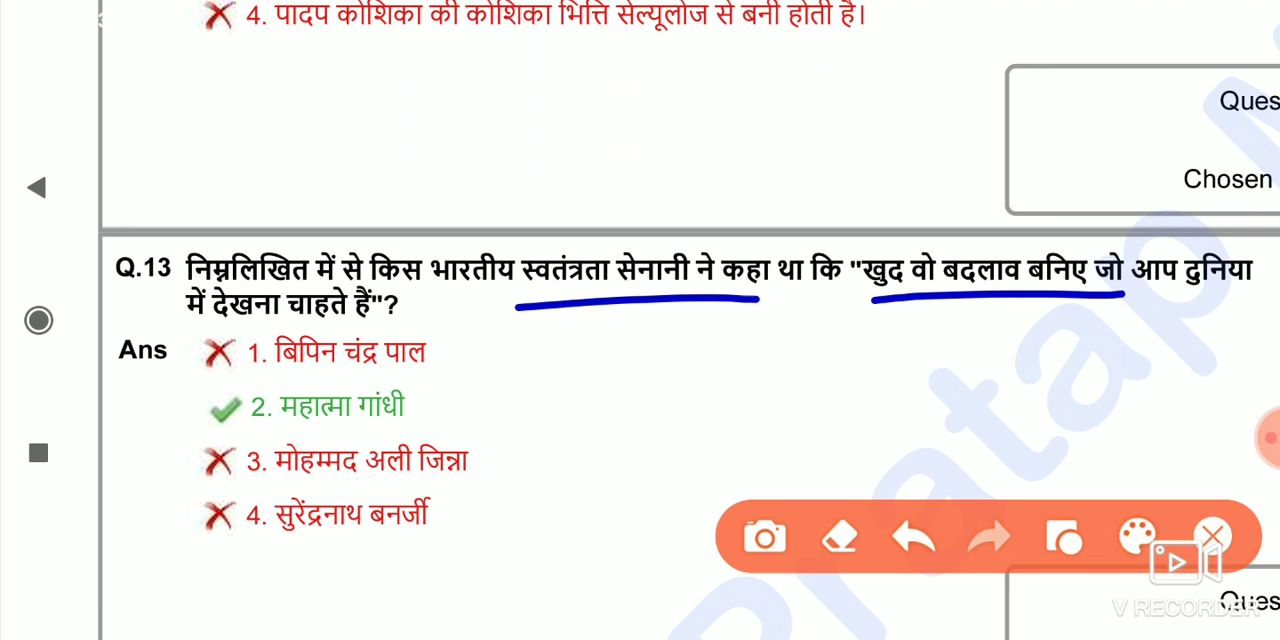 4. पादप कोशिका की कोशिका भित्ति सेल्यूलोज से बनी होती है।
Ques
Chosen
Q.13 निम्नलिखित में से किस भारतीय स्वतंत्रता सेनानी ने कहा था कि "खुद वो बदलाव बनिए जो आप दुनिया
में देखना चाहते हैं"?
Ans 1. बिपिन चंद्र पाल
2. महात्मा गांधी
3. मोहम्मद अली जिन्ना
4. सुरेंद्रनाथ बनर्जी
Pratap
Ques
V RECORDER